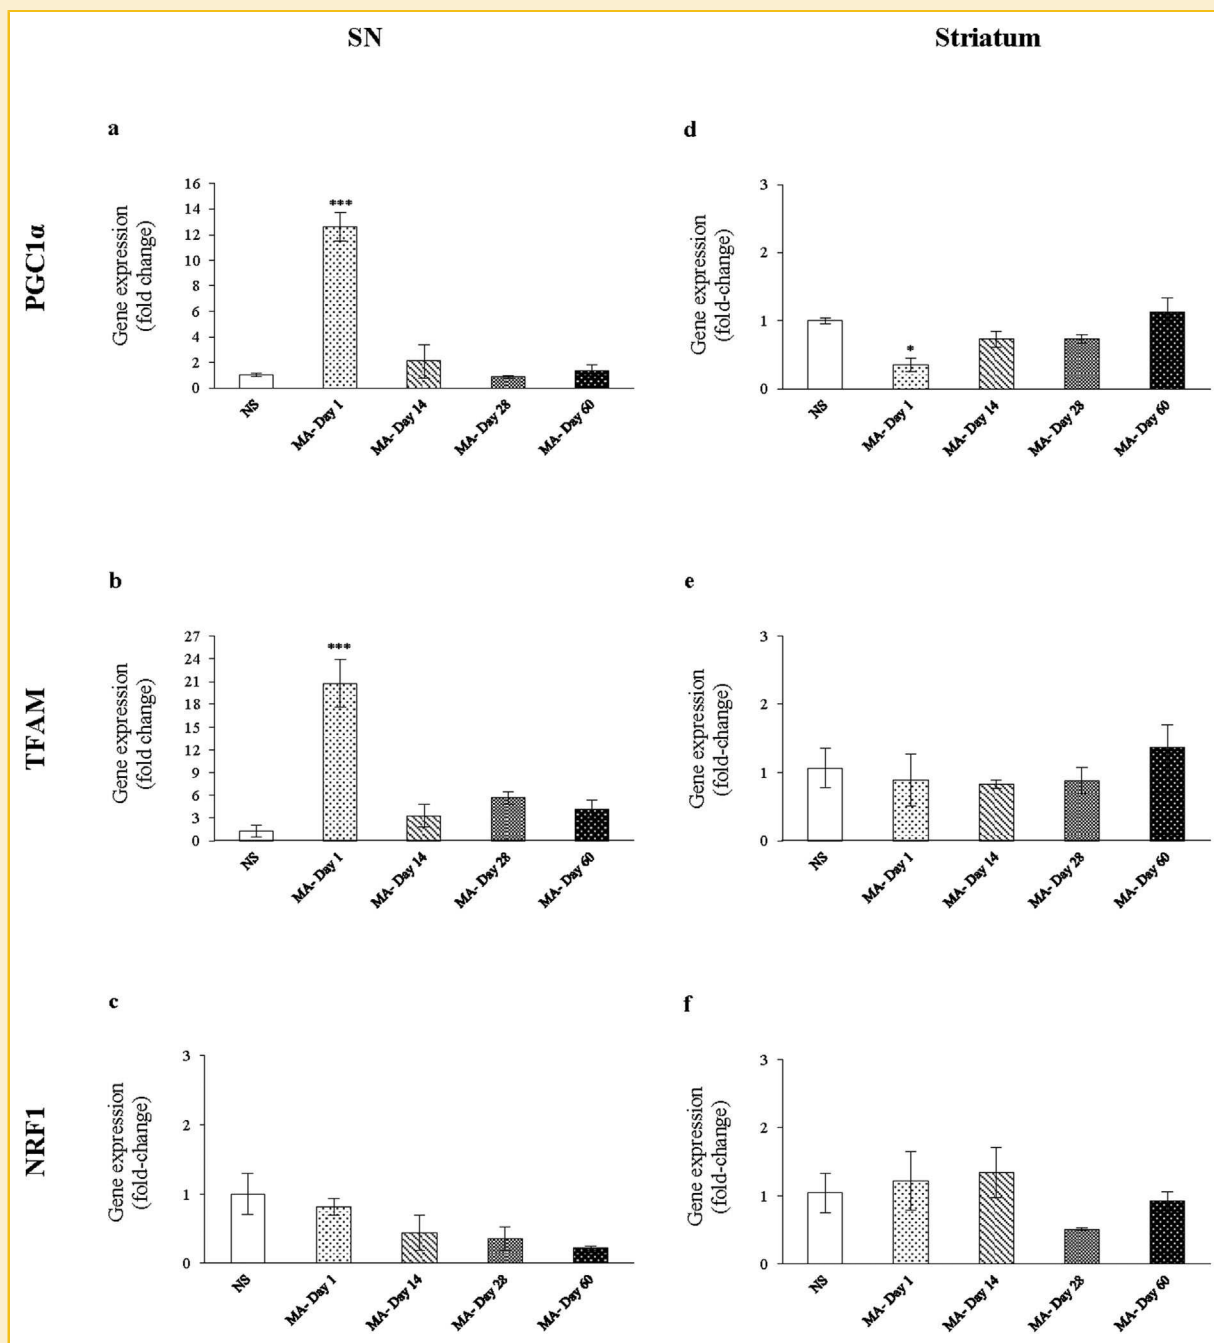 SN
Striatum
PGC1α
a
Gene expression
(fold change)
16
14
12
10
8
6
4
2
0
***
NS
MA- Day 1
MA- Day 14
MA- Day 28
MA- Day 60
d
Gene expression
(fold-change)
3
2
1
0
*
NS
MA- Day 1
MA- Day 14
MA- Day 28
MA- Day 60
TFAM
b
Gene expression
(fold change)
27
24
21
18
15
12
9
6
3
0
***
NS
MA- Day 1
MA- Day 14
MA- Day 28
MA- Day 60
e
Gene expression
(fold-change)
3
2
1
0
NS
MA- Day 1
MA- Day 14
MA- Day 28
MA- Day 60
NRF1
c
Gene expression
(fold-change)
3
2
1
0
NS
MA- Day 1
MA- Day 14
MA- Day 28
MA- Day 60
f
Gene expression
(fold-change)
3
2
1
0
NS
MA- Day 1
MA- Day 14
MA- Day 28
MA- Day 60